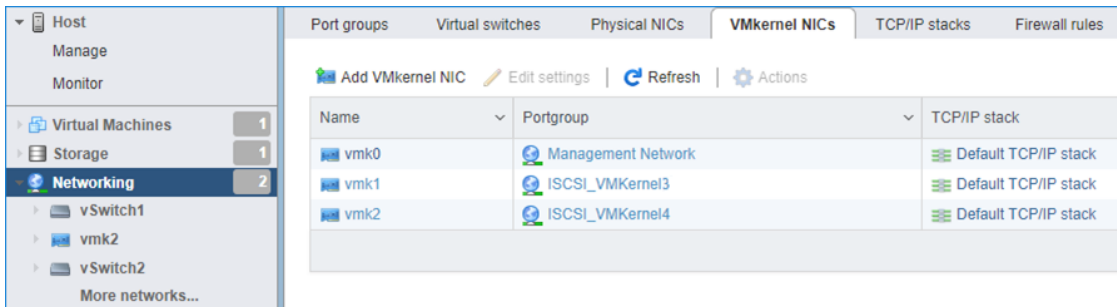 Host
Manage
Monitor
Virtual Machines 1
Storage 1
Networking 2
vSwitch1
vmk2
vSwitch2
More networks...
Port groups Virtual switches Physical NICs VMkernel NICs TCP/IP stacks Firewall rules
Add VMkernel NIC Edit settings Refresh Actions
Name Portgroup TCP/IP stack
vmk0 Management Network Default TCP/IP stack
vmk1 ISCSI_VMKernel3 Default TCP/IP stack
vmk2 ISCSI_VMKernel4 Default TCP/IP stack